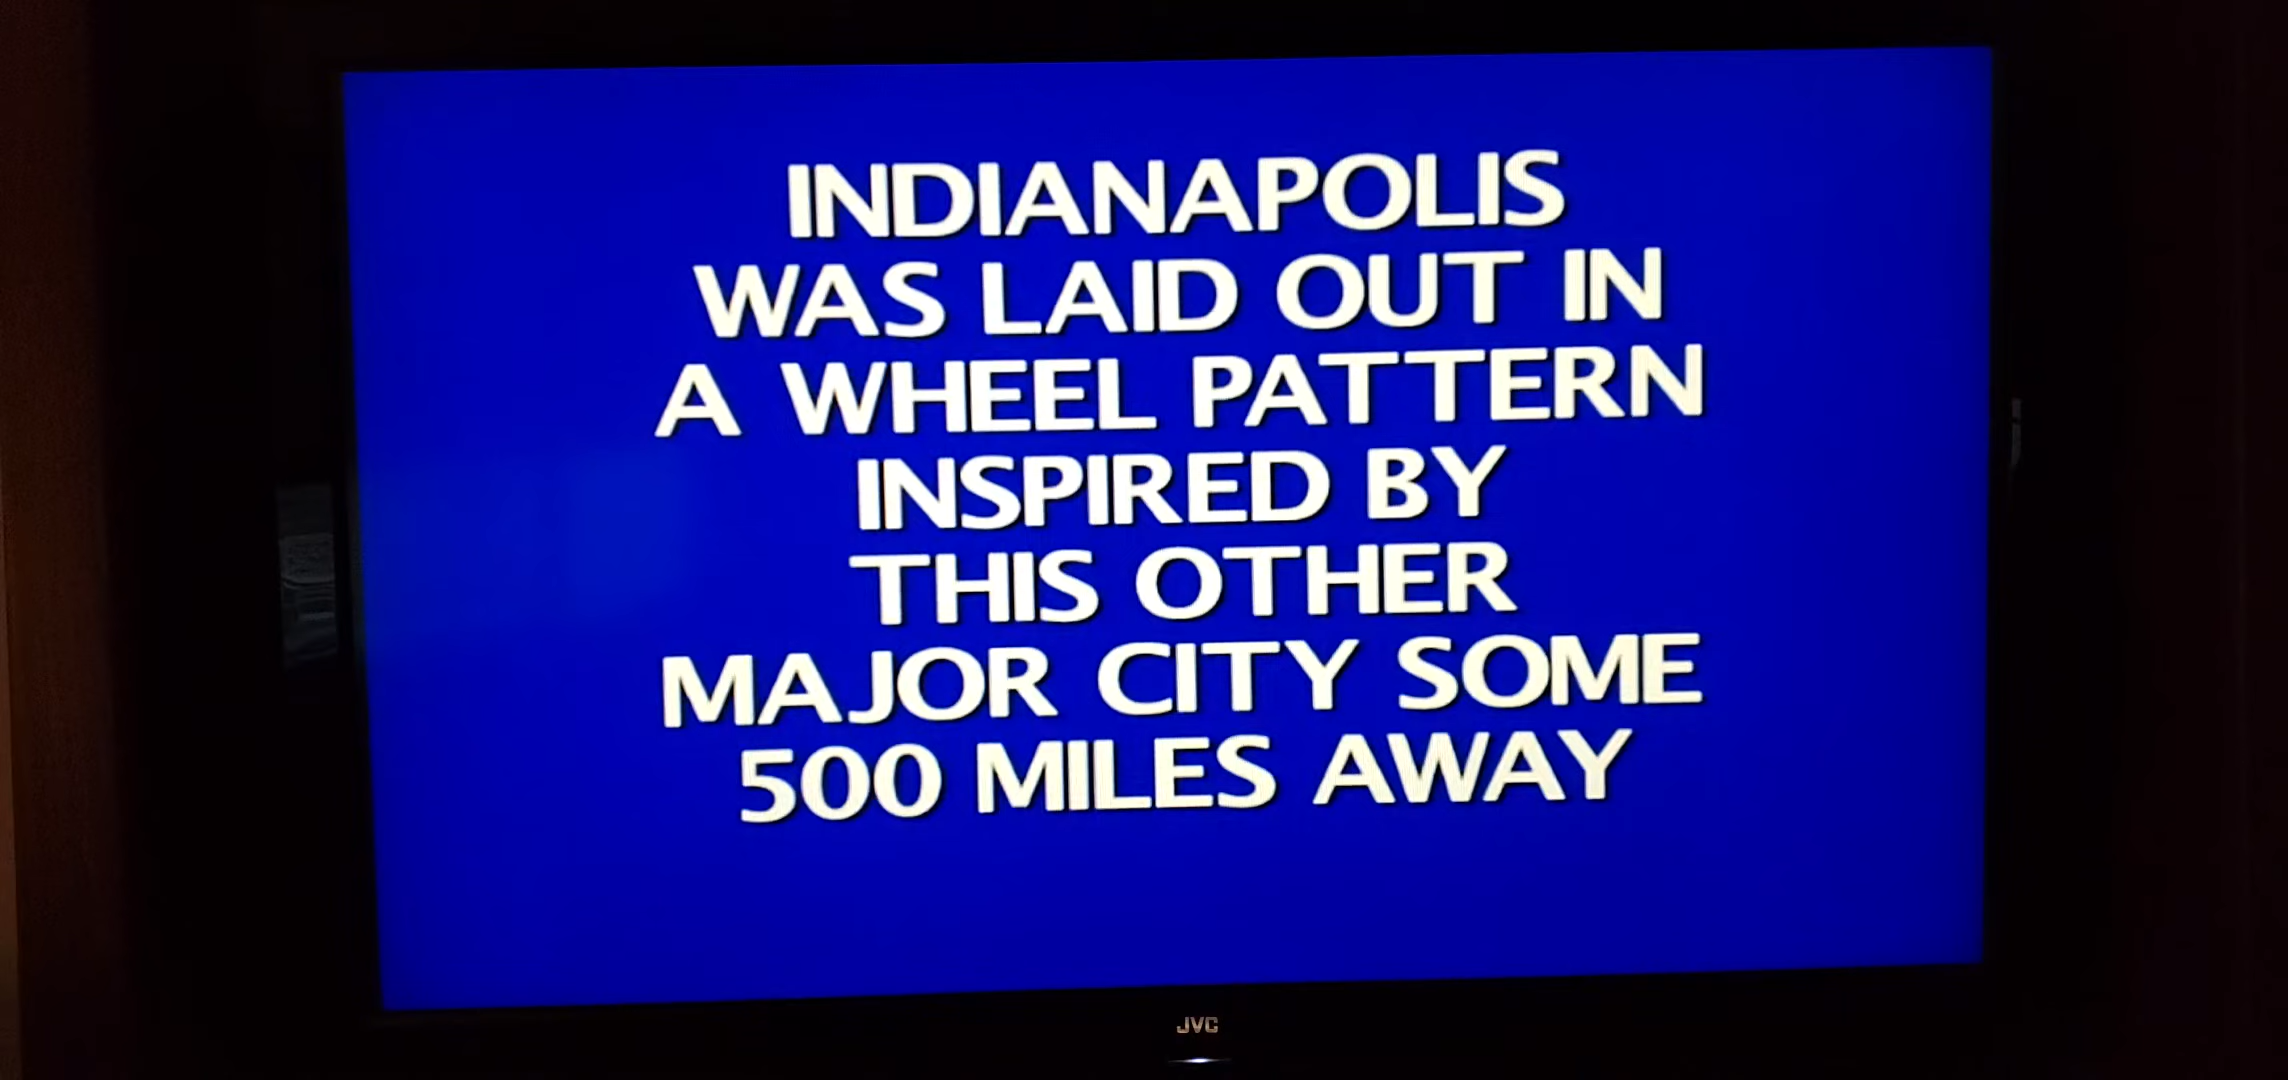 INDIANAPOLIS
WAS LAID OUT IN
A WHEEL PATTERN
INSPIRED BY
THIS OTHER
MAJOR CITY SOME
500 MILES AWAY
JVC